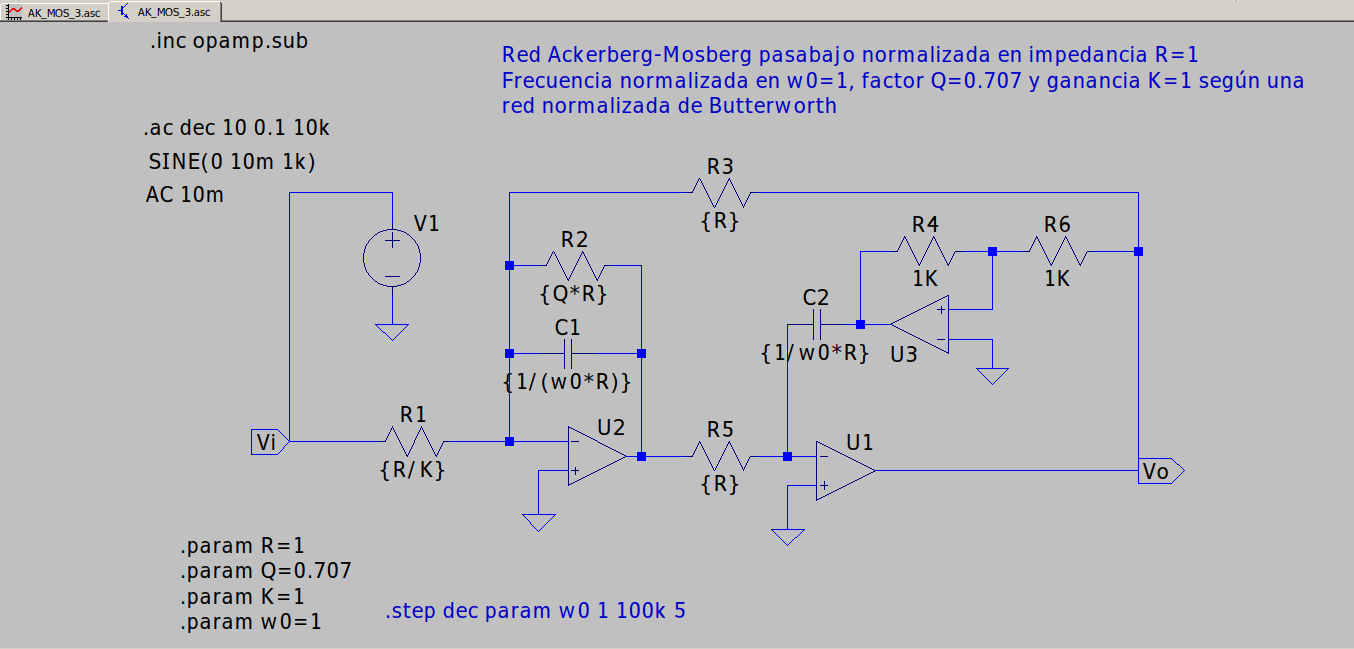 AK_MOS_3.asc
AK_MOS_3.asc
.inc opamp.sub
Red Ackerberg-Mosberg pasabajo normalizada en impedancia R=1
Frecuencia normalizada en w0=1, factor Q=0.707 y ganancia K=1 según una
red normalizada de Butterworth
.ac dec 10 0.1 10k
SINE(0 10m 1k)
AC 10m
V1
R3
{R}
R2
{Q*R}
C1
{1/(w0*R)}
R4
1K
R6
1K
C2
{1/w0*R}
U3
Vi
R1
{R/K}
U2
R5
{R}
U1
Vo
.param R=1
.param Q=0.707
.param K=1
.param w0=1
.step dec param w0 1 100k 5